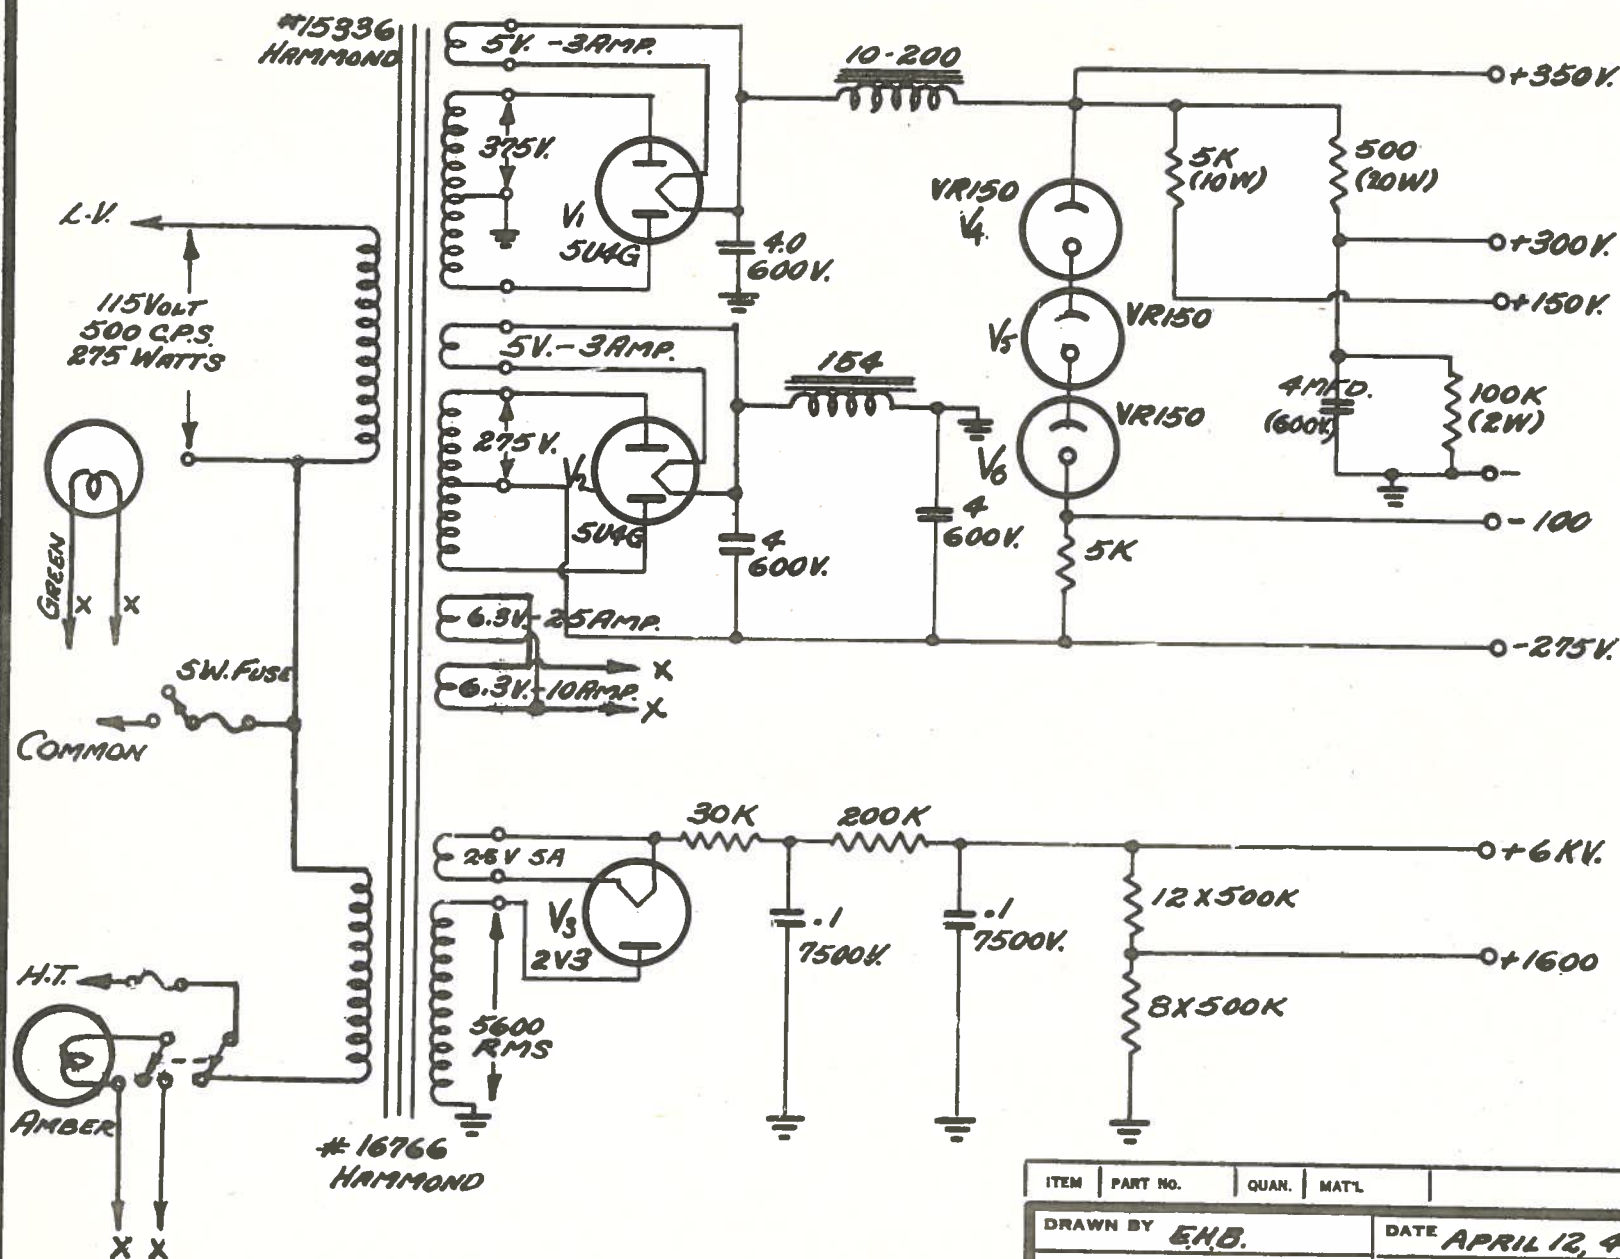 #15336
HAMMOND
5V. - 3AMP.
375V.
V1
5U4G
4.0
600V.
10-200
+350V.
5K
(10W)
500
(20W)
VR150
V4.
+300V.
+150V.
V5
VR150
L.V.
115VOLT
500 C.P.S.
275 WATTS
5V. - 3AMP.
275V.
V2
5U4G
4
600V.
154
4
600V.
V6
VR150
4MFD.
(600V.)
100K
(2W)
-
-100
5K
-275V.
GREEN
X X
6.3V. - 25AMP.
X
6.3V. - 10AMP.
X
SW. FUSE
COMMON
2.5V 5A
30K
200K
+6KV.
V3
2V3
.1
7500V.
.1
7500V.
12X500K
+1600
8X500K
5600
RMS
H.T.
AMBER
X X
# 16766
HAMMOND
ITEM PART NO. QUAN. MAT'L
DRAWN BY E.H.B. DATE APRIL 12, 4